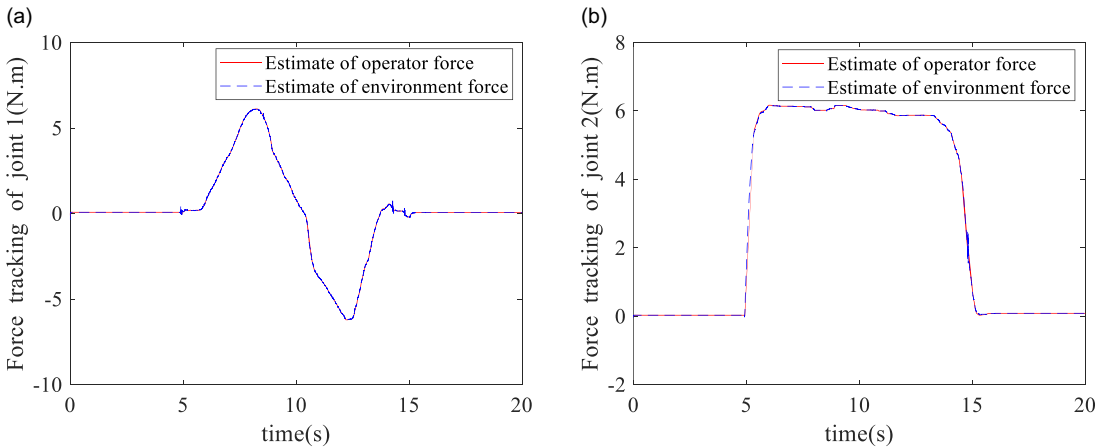 (a)
Force tracking of joint 1(N.m)
10
5
0
-5
-10
Estimate of operator force
Estimate of environment force
0 5 10 15 20
time(s)
(b)
Force tracking of joint 2(N.m)
8
6
4
2
0
-2
Estimate of operator force
Estimate of environment force
0 5 10 15 20
time(s)